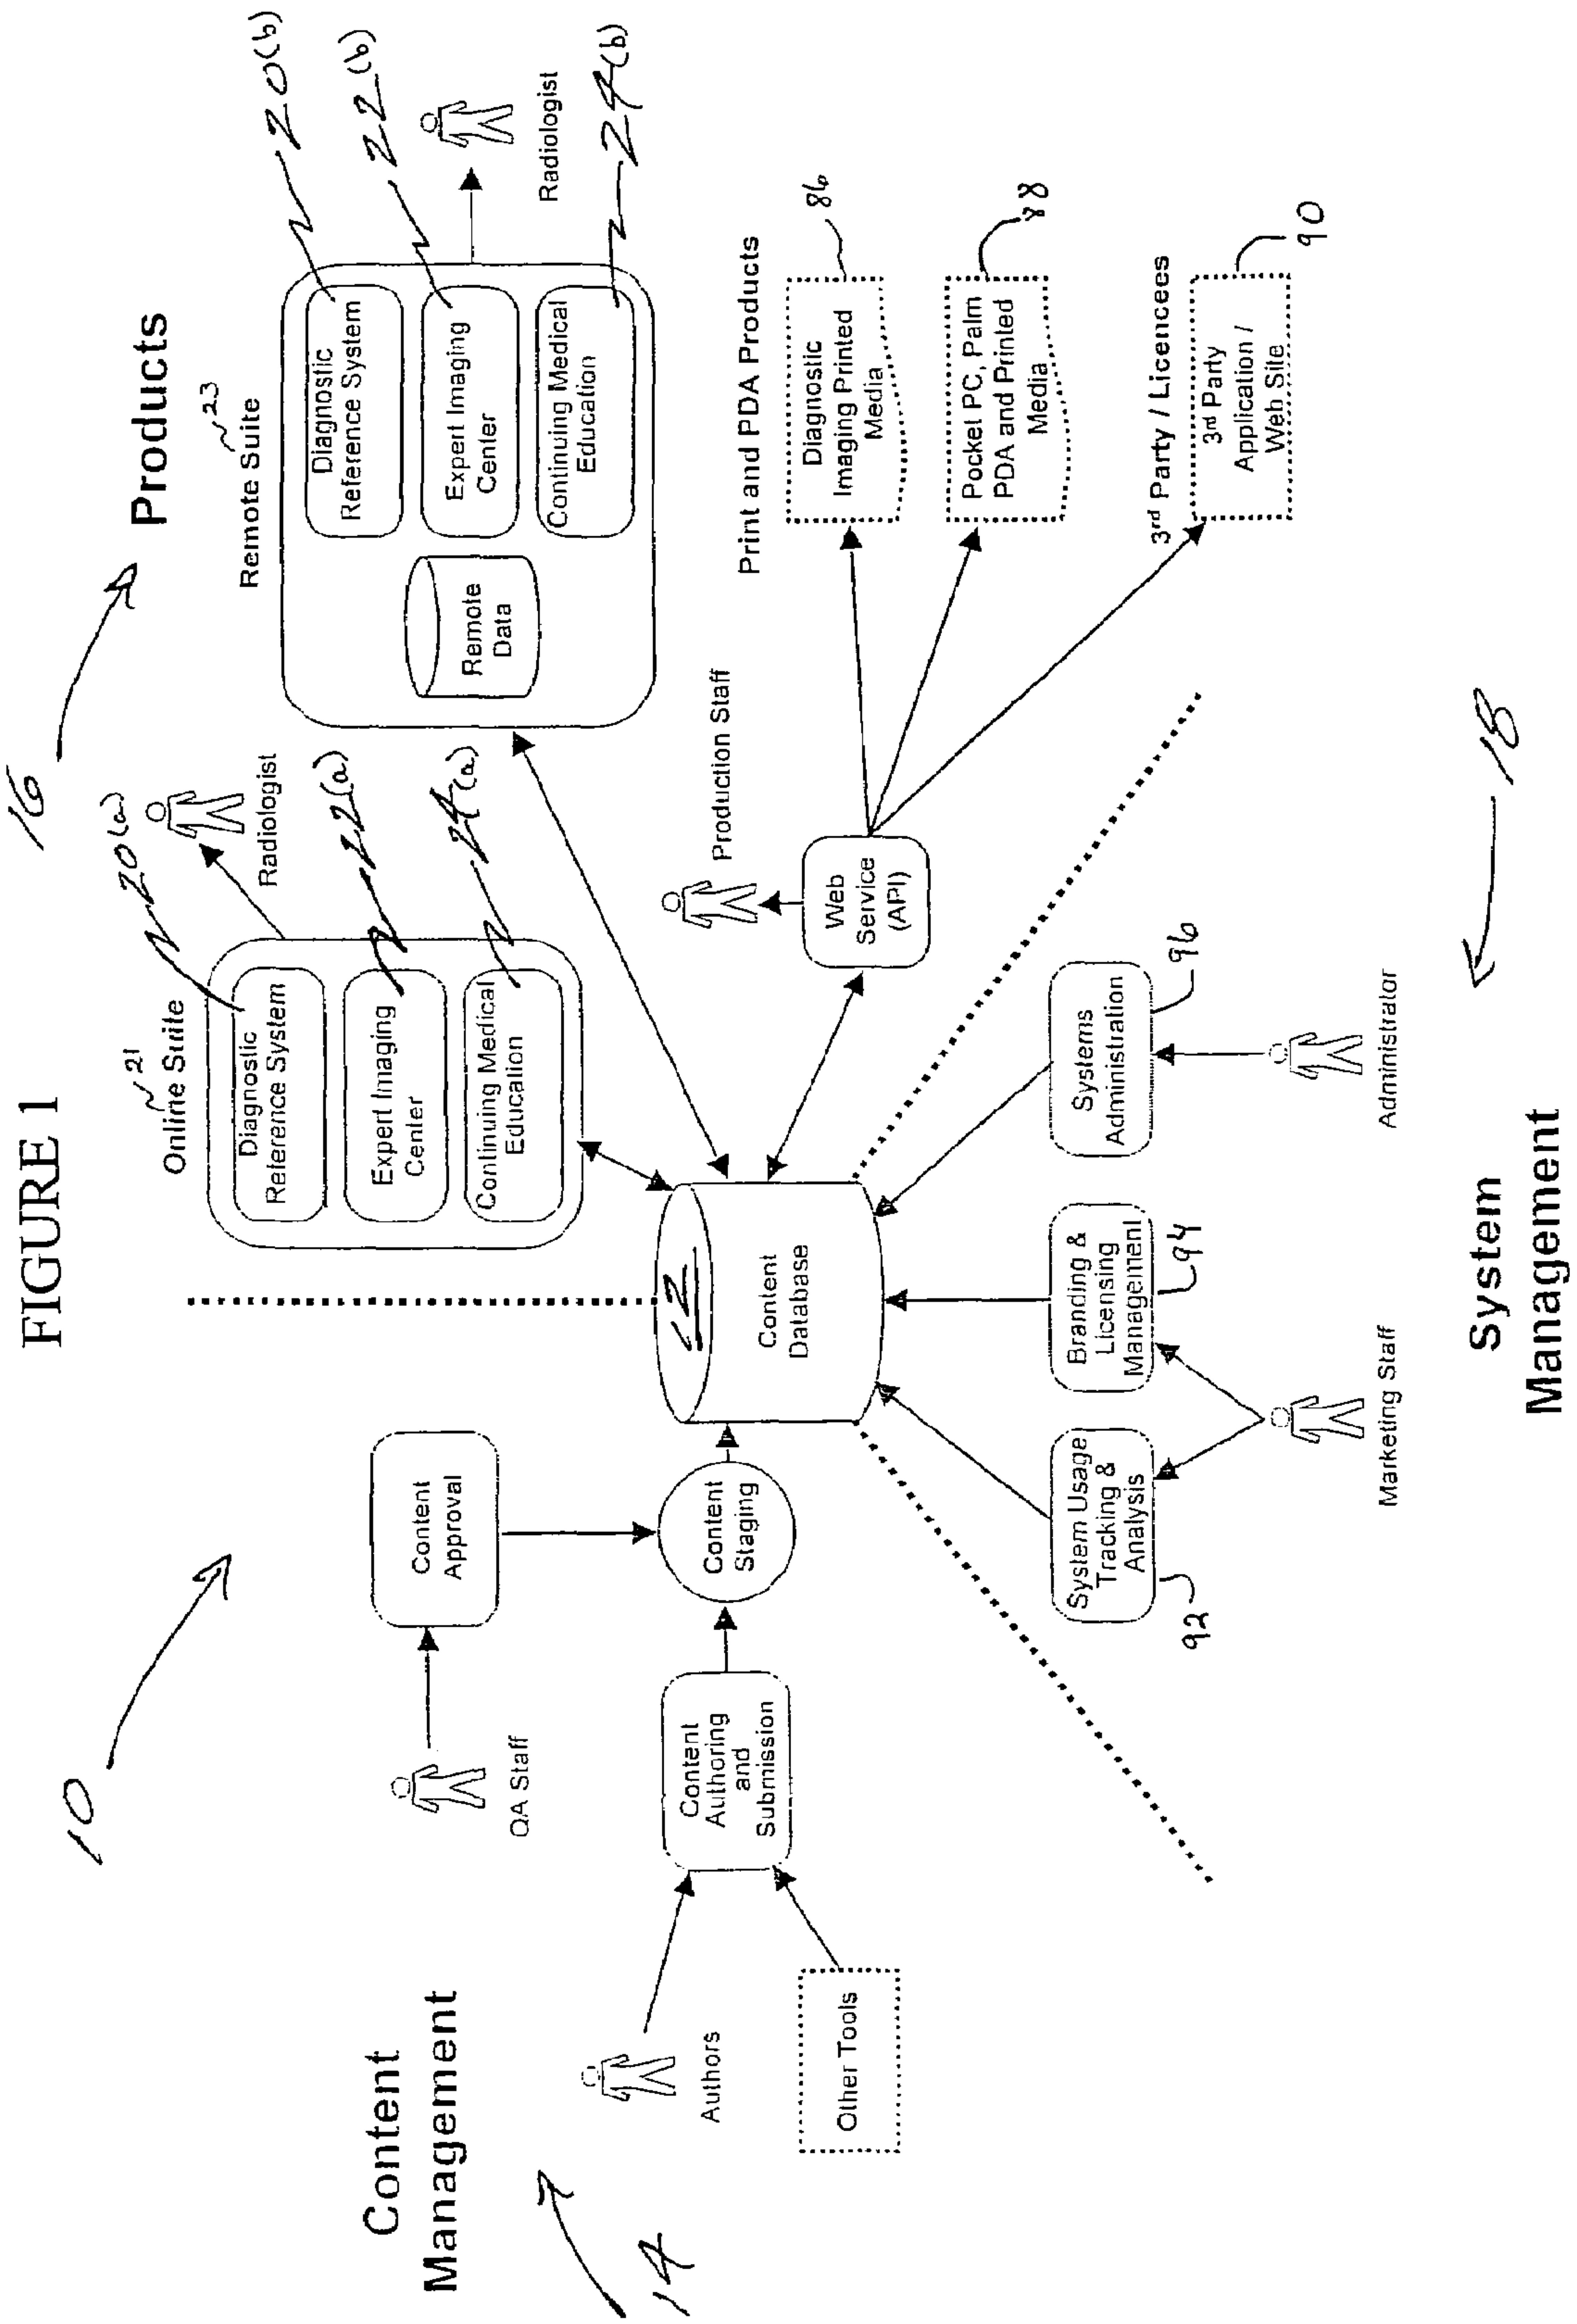 FIGURE 1
10
16
Products
Content
Management
14
QA Staff
Content
Approval
Authors
Other Tools
Content
Authoring
and
Submission
Content
Staging
12
Content
Database
21
Online Suite
20(a)
Diagnostic
Reference System
22(a)
Expert Imaging
Center
24(a)
Continuing Medical
Education
Radiologist
23
Remote Suite
Remote
Data
20(b)
Diagnostic
Reference System
22(b)
Expert Imaging
Center
24(b)
Continuing Medical
Education
Radiologist
Production Staff
Web
Service
(API)
Print and PDA Products
Diagnostic
Imaging Printed
Media
86
Pocket PC, Palm
PDA and Printed
Media
88
3rd Party / Licencees
3rd Party
Application /
Web Site
90
System Usage
Tracking &
Analysis
92
Branding &
Licensing
Management
94
Systems
Administration
96
Marketing Staff
Administrator
System
Management
18